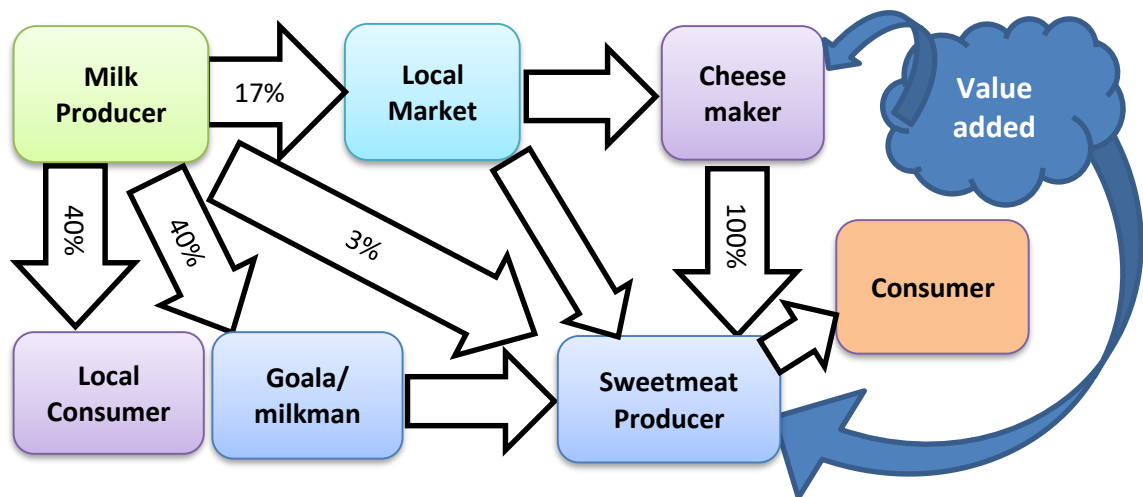 Milk
Producer
17%
Local
Market
Cheese
maker
Value
added
40%
40%
3%
100%
Consumer
Local
Consumer
Goala/
milkman
Sweetmeat
Producer